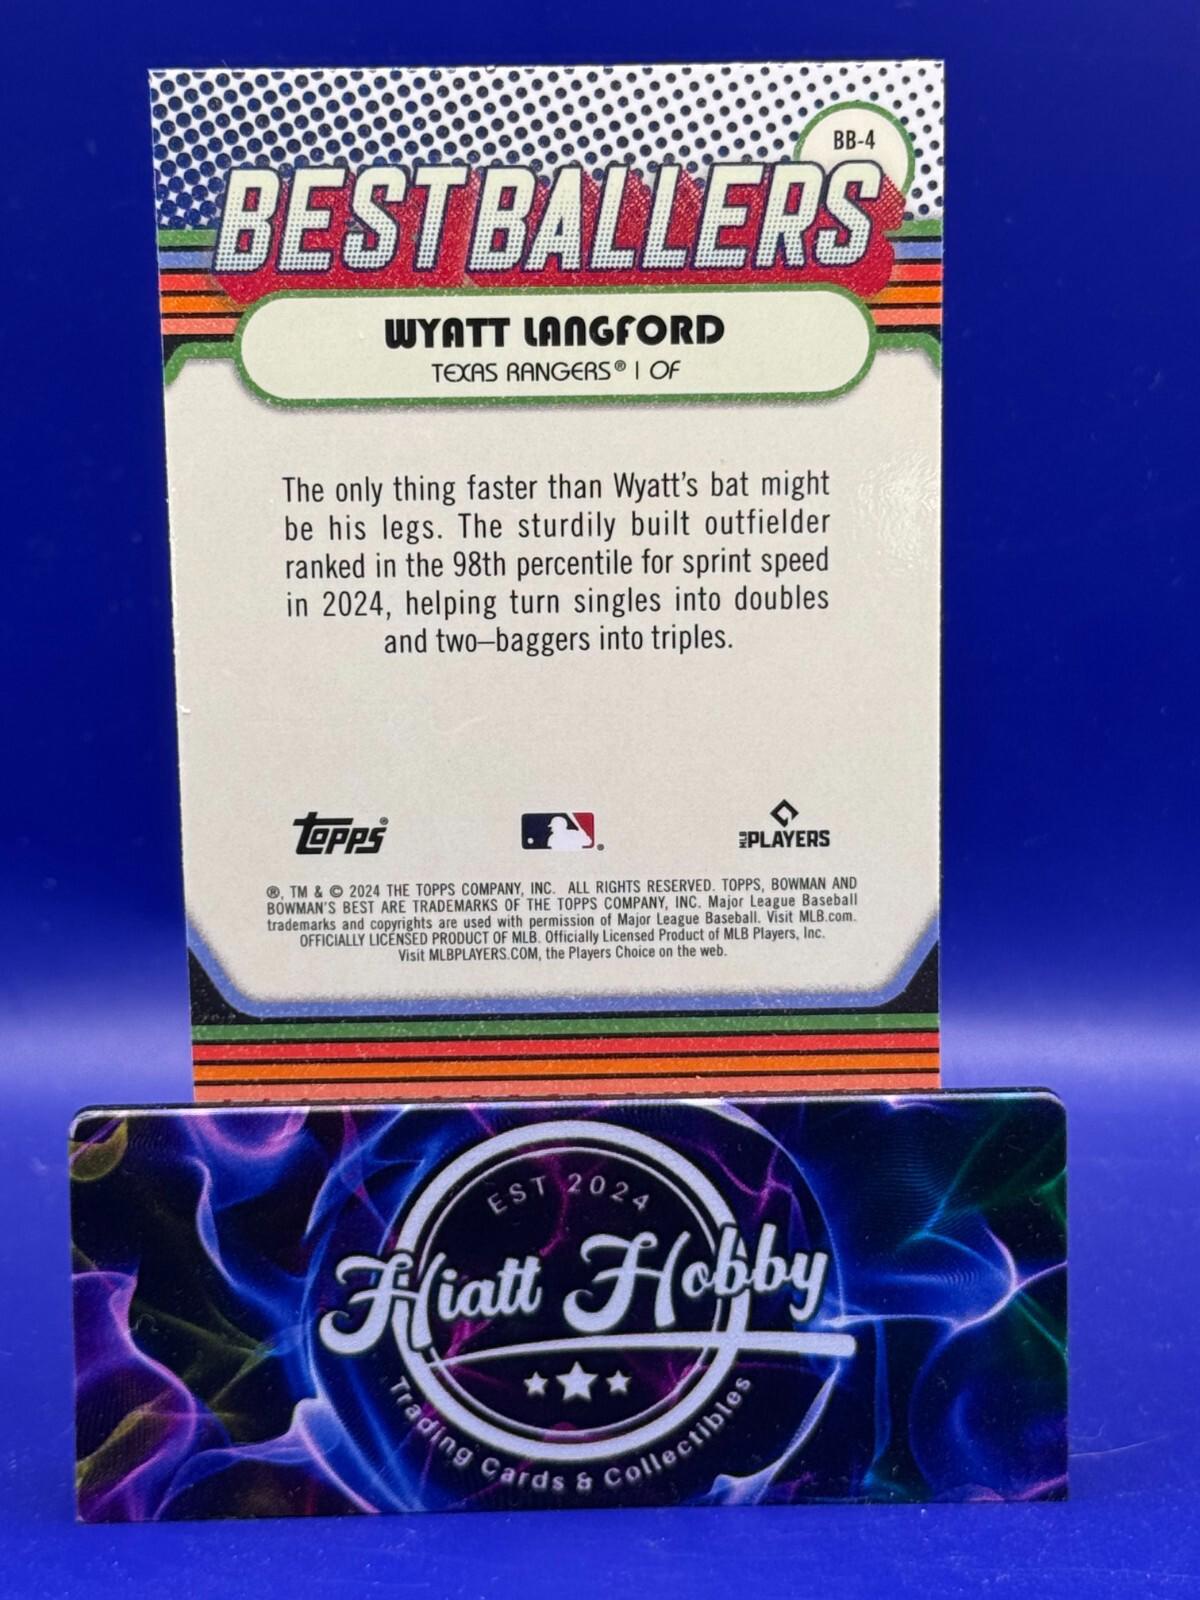 BB-4
BEST BALLERS
WYATT LANGFORD
TEXAS RANGERS® | OF
The only thing faster than Wyatt's bat might
be his legs. The sturdily built outfielder
ranked in the 98th percentile for sprint speed
in 2024, helping turn singles into doubles
and two–baggers into triples.
Topps®
®
MLB PLAYERS
®, TM & © 2024 THE TOPPS COMPANY, INC. ALL RIGHTS RESERVED. TOPPS, BOWMAN AND
BOWMAN'S BEST ARE TRADEMARKS OF THE TOPPS COMPANY, INC. Major League Baseball
trademarks and copyrights are used with permission of Major League Baseball. Visit MLB.com.
OFFICIALLY LICENSED PRODUCT OF MLB. Officially Licensed Product of MLB Players, Inc.
Visit MLBPLAYERS.COM, the Players Choice on the web.
EST 2024
Hiatt Hobby
Trading Cards & Collectibles